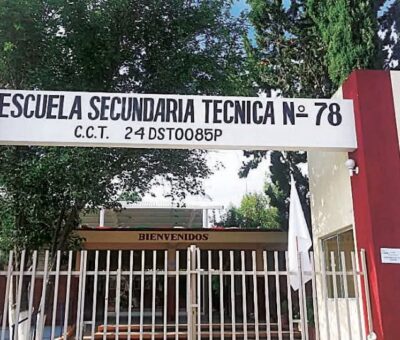 ESCUELA SECUNDARIA TECNICA Nº 78
C.C.T. 24DST0085P
BIENVENIDOS